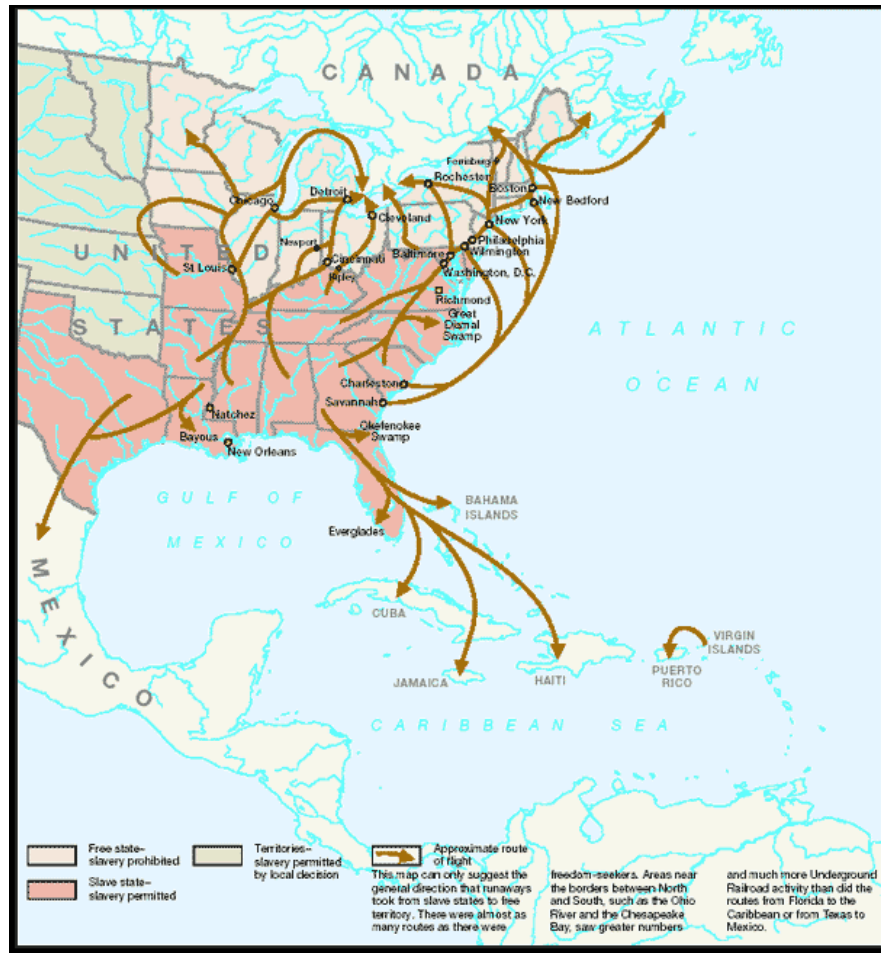 CANADA
Ferrisburg
Rochester
Boston
Detroit
New Bedford
Chicago
Cleveland
New York
Newport
Philadelphia
UNITED
Baltimore
Wilmington
St Louis
Cincinnati
Ripley
Washington, D.C.
Richmond
STATES
Great
Dismal
Swamp
ATLANTIC
OCEAN
Charleston
Savannah
Natchez
Okefenokee
Swamp
Bayous
New Orleans
GULF OF
MEXICO
BAHAMA
ISLANDS
Everglades
MEXICO
CUBA
VIRGIN
ISLANDS
JAMAICA
HAITI
PUERTO
RICO
CARIBBEAN SEA
Free state–
slavery prohibited
Territories–
slavery permitted
by local decision
Slave state–
slavery permitted
Approximate route
of flight
This map can only suggest the
general direction that runaways
took from slave states to free
territory. There were almost as
many routes as there were
freedom-seekers. Areas near
the borders between North
and South, such as the Ohio
River and the Chesapeake
Bay, saw greater numbers
and much more Underground
Railroad activity than did the
routes from Florida to the
Caribbean or from Texas to
Mexico.